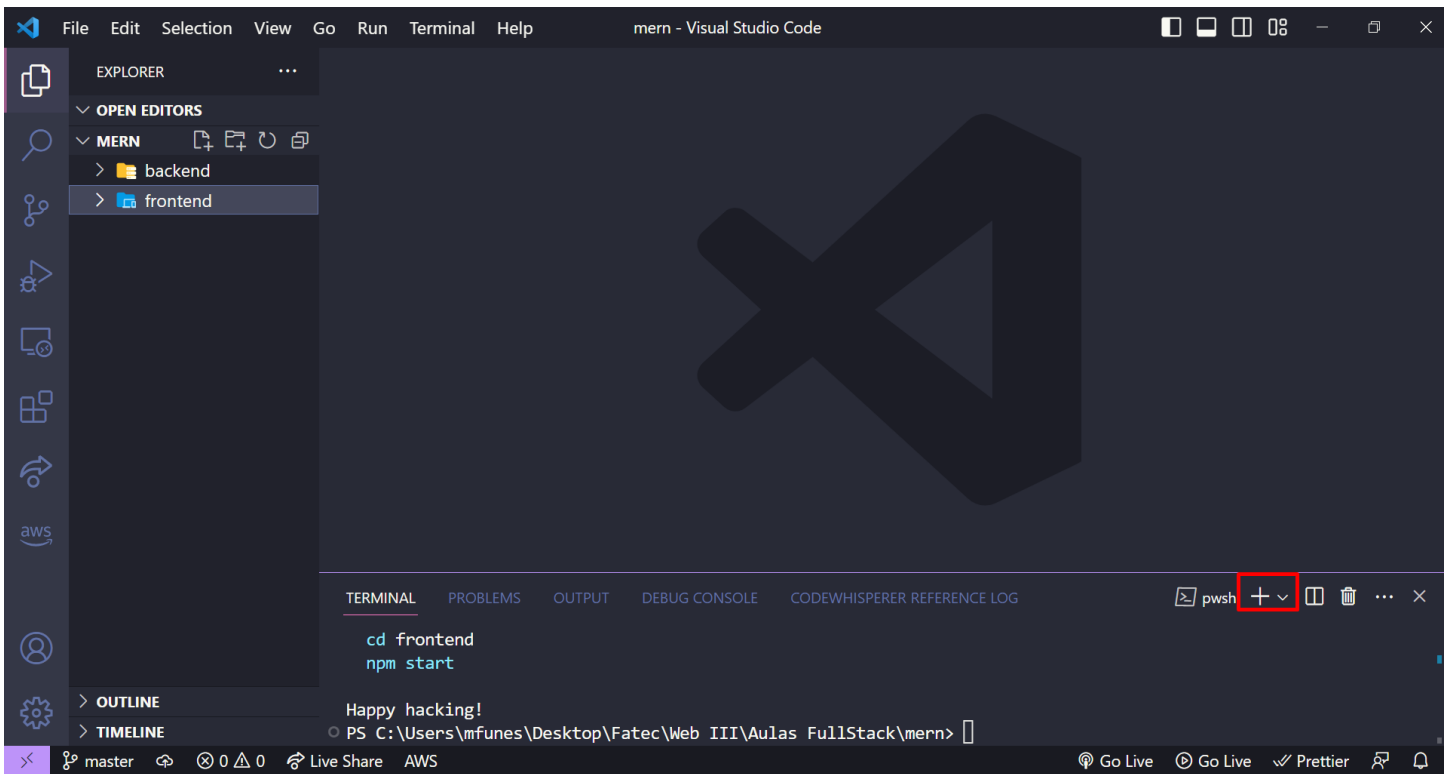 File Edit Selection View Go Run Terminal Help mern - Visual Studio Code
EXPLORER
OPEN EDITORS
MERN
backend
frontend
aws
OUTLINE
TIMELINE
TERMINAL PROBLEMS OUTPUT DEBUG CONSOLE CODEWHISPERER REFERENCE LOG pwsh
cd frontend
npm start
Happy hacking!
PS C:\Users\mfunes\Desktop\Fatec\Web III\Aulas FullStack\mern>
master 0 0 Live Share AWS Go Live Go Live Prettier